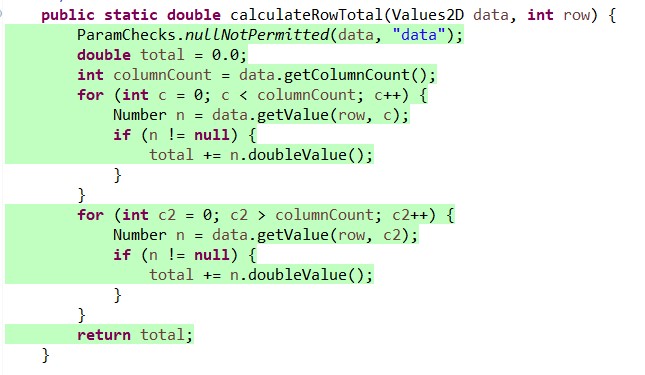 public static double calculateRowTotal(Values2D data, int row) {
ParamChecks.nullNotPermitted(data, "data");
double total = 0.0;
int columnCount = data.getColumnCount();
for (int c = 0; c < columnCount; c++) {
Number n = data.getValue(row, c);
if (n != null) {
total += n.doubleValue();
}
}
for (int c2 = 0; c2 > columnCount; c2++) {
Number n = data.getValue(row, c2);
if (n != null) {
total += n.doubleValue();
}
}
return total;
}